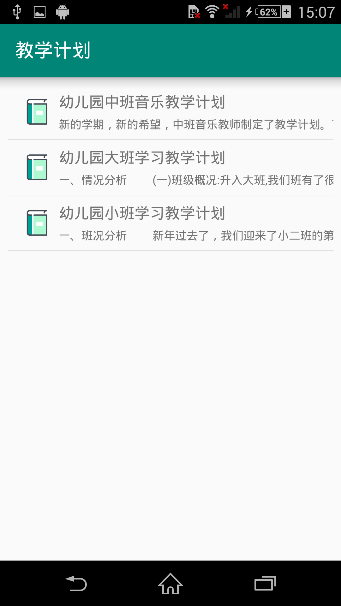 62%
15:07
教学计划
幼儿园中班音乐教学计划
新的学期，新的希望，中班音乐教师制定了教学计划。
幼儿园大班学习教学计划
一、情况分析 (一)班级概况:升入大班,我们班有了很
幼儿园小班学习教学计划
一、班况分析 新年过去了，我们迎来了小二班的第